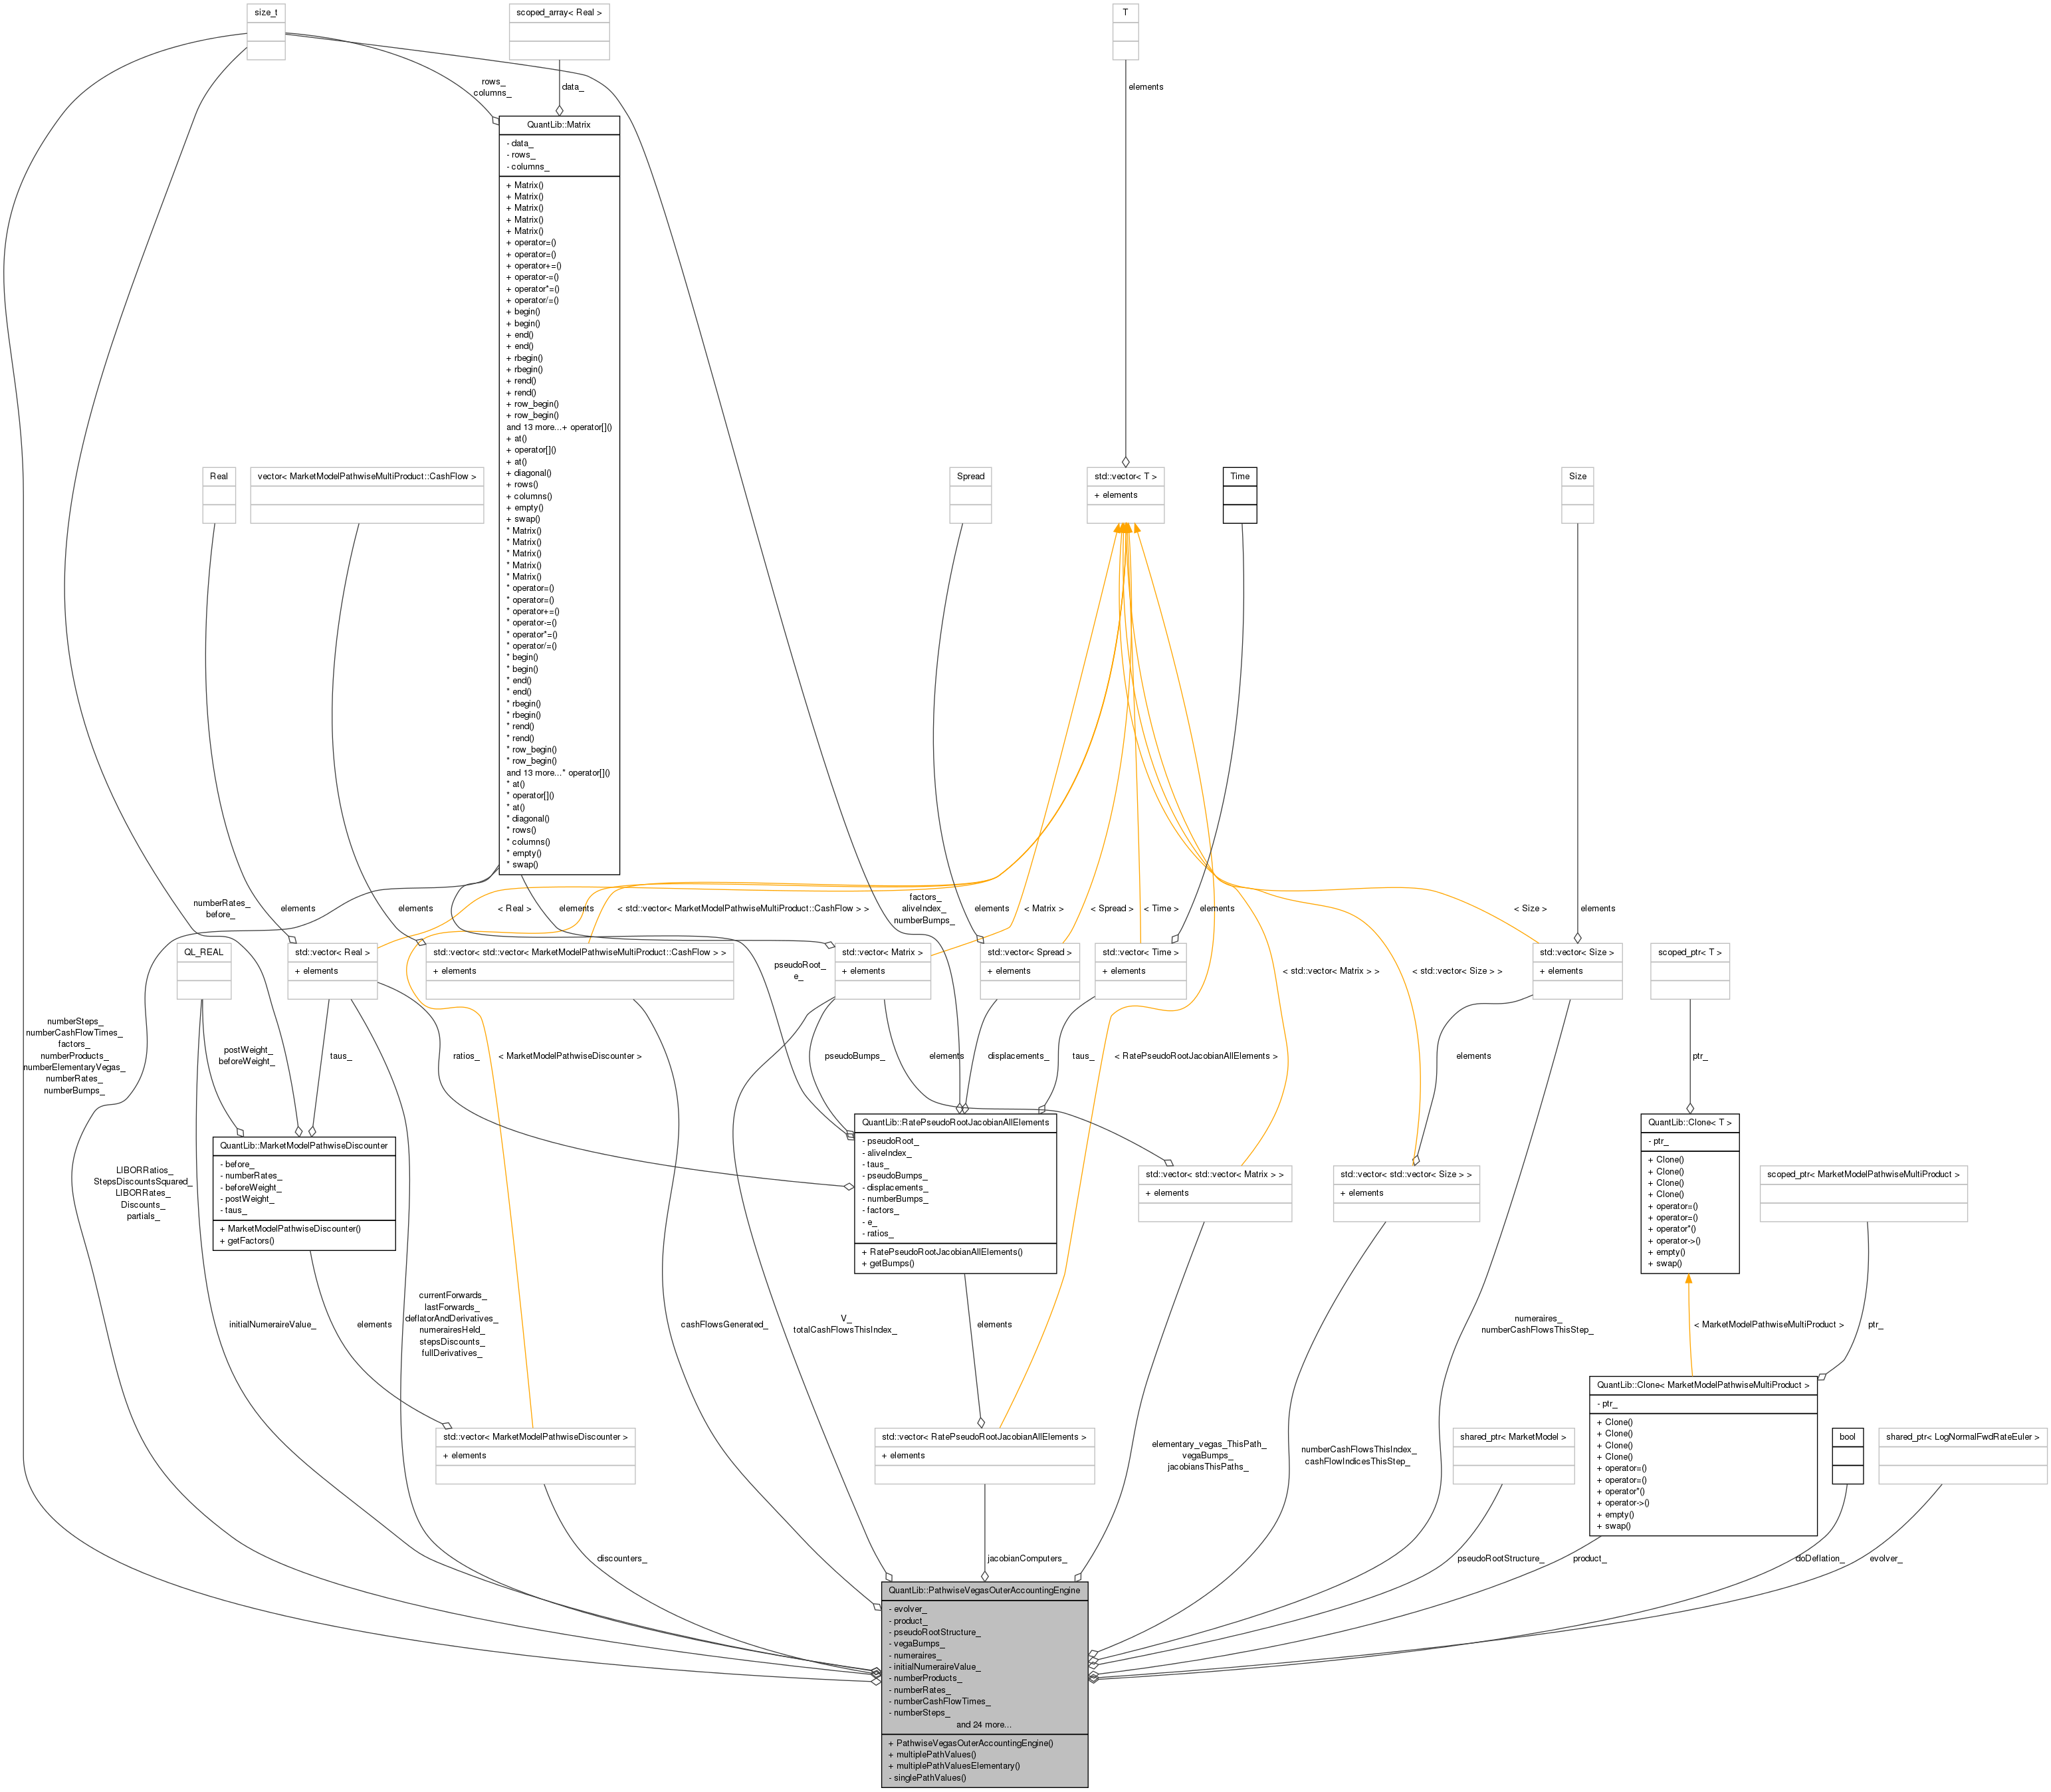 size_t
scoped_array< Real >
T
rows_
columns_
data_
elements
QuantLib::Matrix
- data_
- rows_
- columns_
+ Matrix()
+ Matrix()
+ Matrix()
+ Matrix()
+ Matrix()
+ operator=()
+ operator=()
+ operator+=()
+ operator-=()
+ operator*=()
+ operator/=()
+ begin()
+ begin()
+ end()
+ end()
+ rbegin()
+ rbegin()
+ rend()
+ rend()
+ row_begin()
+ row_begin()
and 13 more...+ operator[]()
+ at()
+ operator[]()
+ at()
+ diagonal()
+ rows()
+ columns()
+ empty()
+ swap()
* Matrix()
* Matrix()
* Matrix()
* Matrix()
* Matrix()
* operator=()
* operator=()
* operator+=()
* operator-=()
* operator*=()
* operator/=()
* begin()
* begin()
* end()
* end()
* rbegin()
* rbegin()
* rend()
* rend()
* row_begin()
* row_begin()
and 13 more...* operator[]()
* at()
* operator[]()
* at()
* diagonal()
* rows()
* columns()
* empty()
* swap()
Real
vector< MarketModelPathwiseMultiProduct::CashFlow >
Spread
std::vector< T >
+ elements
Time
Size
numberRates_
before_
elements
elements
< Real >
elements
< std::vector< MarketModelPathwiseMultiProduct::CashFlow > >
factors_
aliveIndex_
numberBumps_
elements
< Matrix >
< Spread >
< Time >
elements
< Size >
elements
QL_REAL
std::vector< Real >
+ elements
std::vector< std::vector< MarketModelPathwiseMultiProduct::CashFlow > >
+ elements
pseudoRoot_
e_
std::vector< Matrix >
+ elements
std::vector< Spread >
+ elements
std::vector< Time >
+ elements
< std::vector< Matrix > >
< std::vector< Size > >
std::vector< Size >
+ elements
scoped_ptr< T >
numberSteps_
numberCashFlowTimes_
factors_
numberProducts_
numberElementaryVegas_
numberRates_
numberBumps_
postWeight_
beforeWeight_
taus_
ratios_
< MarketModelPathwiseDiscounter >
pseudoBumps_
elements
displacements_
taus_
< RatePseudoRootJacobianAllElements >
elements
ptr_
QuantLib::MarketModelPathwiseDiscounter
- before_
- numberRates_
- beforeWeight_
- postWeight_
- taus_
+ MarketModelPathwiseDiscounter()
+ getFactors()
QuantLib::RatePseudoRootJacobianAllElements
- pseudoRoot_
- aliveIndex_
- taus_
- pseudoBumps_
- displacements_
- numberBumps_
- factors_
- e_
- ratios_
+ RatePseudoRootJacobianAllElements()
+ getBumps()
std::vector< std::vector< Matrix > >
+ elements
std::vector< std::vector< Size > >
+ elements
QuantLib::Clone< T >
- ptr_
+ Clone()
+ Clone()
+ Clone()
+ Clone()
+ operator=()
+ operator=()
+ operator*()
+ operator->()
+ empty()
+ swap()
scoped_ptr< MarketModelPathwiseMultiProduct >
LIBORRatios_
StepsDiscountsSquared_
LIBORRates_
Discounts_
partials_
initialNumeraireValue_
elements
currentForwards_
lastForwards_
deflatorAndDerivatives_
numerairesHeld_
stepsDiscounts_
fullDerivatives_
cashFlowsGenerated_
V_
totalCashFlowsThisIndex_
elements
numeraires_
numberCashFlowsThisStep_
< MarketModelPathwiseMultiProduct >
ptr_
std::vector< MarketModelPathwiseDiscounter >
+ elements
std::vector< RatePseudoRootJacobianAllElements >
+ elements
elementary_vegas_ThisPath_
vegaBumps_
jacobiansThisPaths_
numberCashFlowsThisIndex_
cashFlowIndicesThisStep_
shared_ptr< MarketModel >
QuantLib::Clone< MarketModelPathwiseMultiProduct >
- ptr_
+ Clone()
+ Clone()
+ Clone()
+ Clone()
+ operator=()
+ operator=()
+ operator*()
+ operator->()
+ empty()
+ swap()
bool
shared_ptr< LogNormalFwdRateEuler >
discounters_
jacobianComputers_
pseudoRootStructure_
product_
doDeflation_
evolver_
QuantLib::PathwiseVegasOuterAccountingEngine
- evolver_
- product_
- pseudoRootStructure_
- vegaBumps_
- numeraires_
- initialNumeraireValue_
- numberProducts_
- numberRates_
- numberCashFlowTimes_
- numberSteps_
and 24 more...
+ PathwiseVegasOuterAccountingEngine()
+ multiplePathValues()
+ multiplePathValuesElementary()
- singlePathValues()